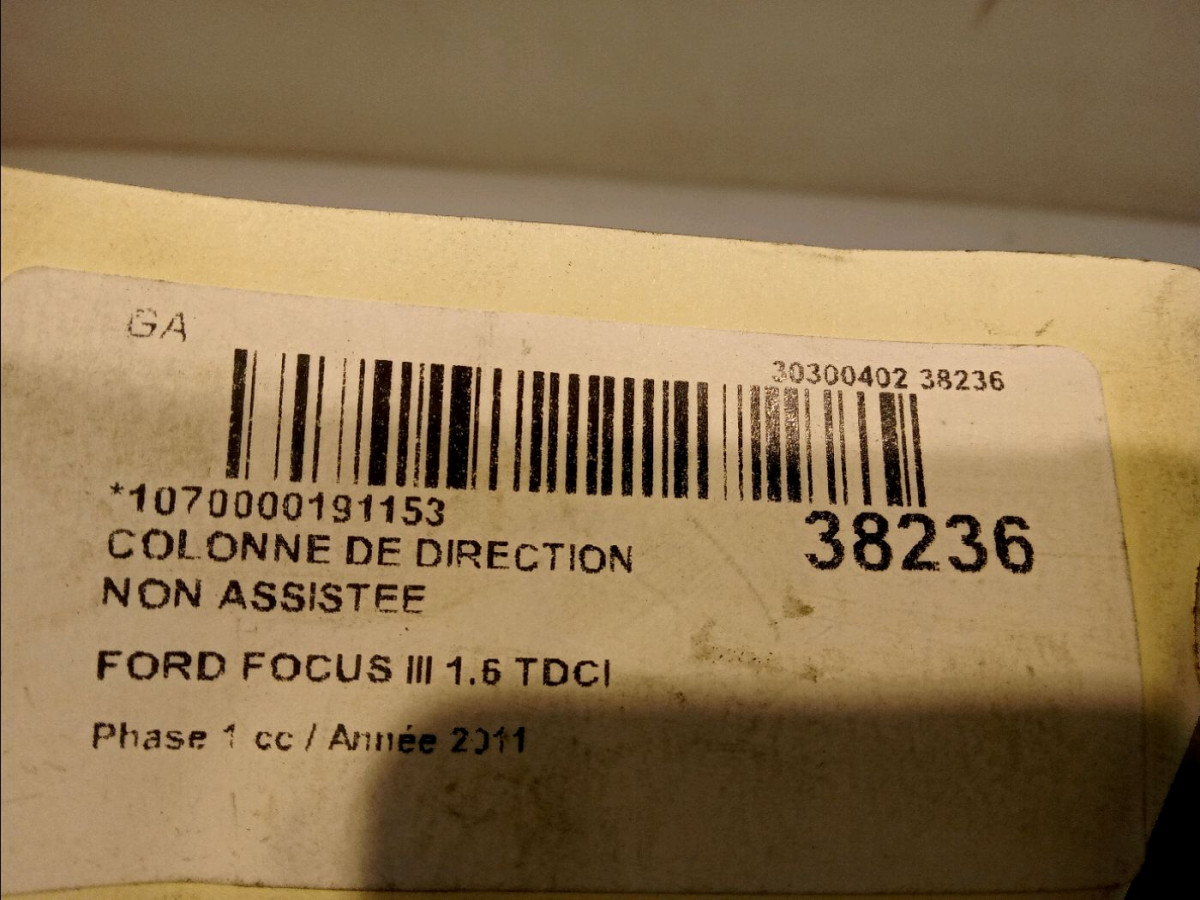 GA
30300402 38236
*1070000191153
38236
COLONNE DE DIRECTION
NON ASSISTEE
FORD FOCUS III 1.6 TDCI
Phase 1 cc / Année 2011